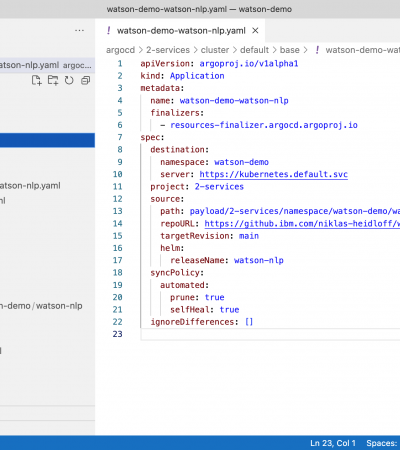 watson-demo-watson-nlp.yaml — watson-demo
watson-nlp.yaml argoc...
watson-demo-watson-nlp.yaml
argocd > 2-services > cluster > default > base > watson-demo-wat
1 apiVersion: argoproj.io/v1alpha1
2 kind: Application
3 metadata:
4 name: watson-demo-watson-nlp
5 finalizers:
6 - resources-finalizer.argocd.argoproj.io
7 spec:
8 destination:
9 namespace: watson-demo
10 server: https://kubernetes.default.svc
11 project: 2-services
12 source:
13 path: payload/2-services/namespace/watson-demo/wa
14 repoURL: https://github.ibm.com/niklas-heidloff/w
15 targetRevision: main
16 helm:
17 releaseName: watson-nlp
18 syncPolicy:
19 automated:
20 prune: true
21 selfHeal: true
22 ignoreDifferences: []
23
atson-nlp.yaml
ml
n-demo/watson-nlp
Ln 23, Col 1 Spaces: